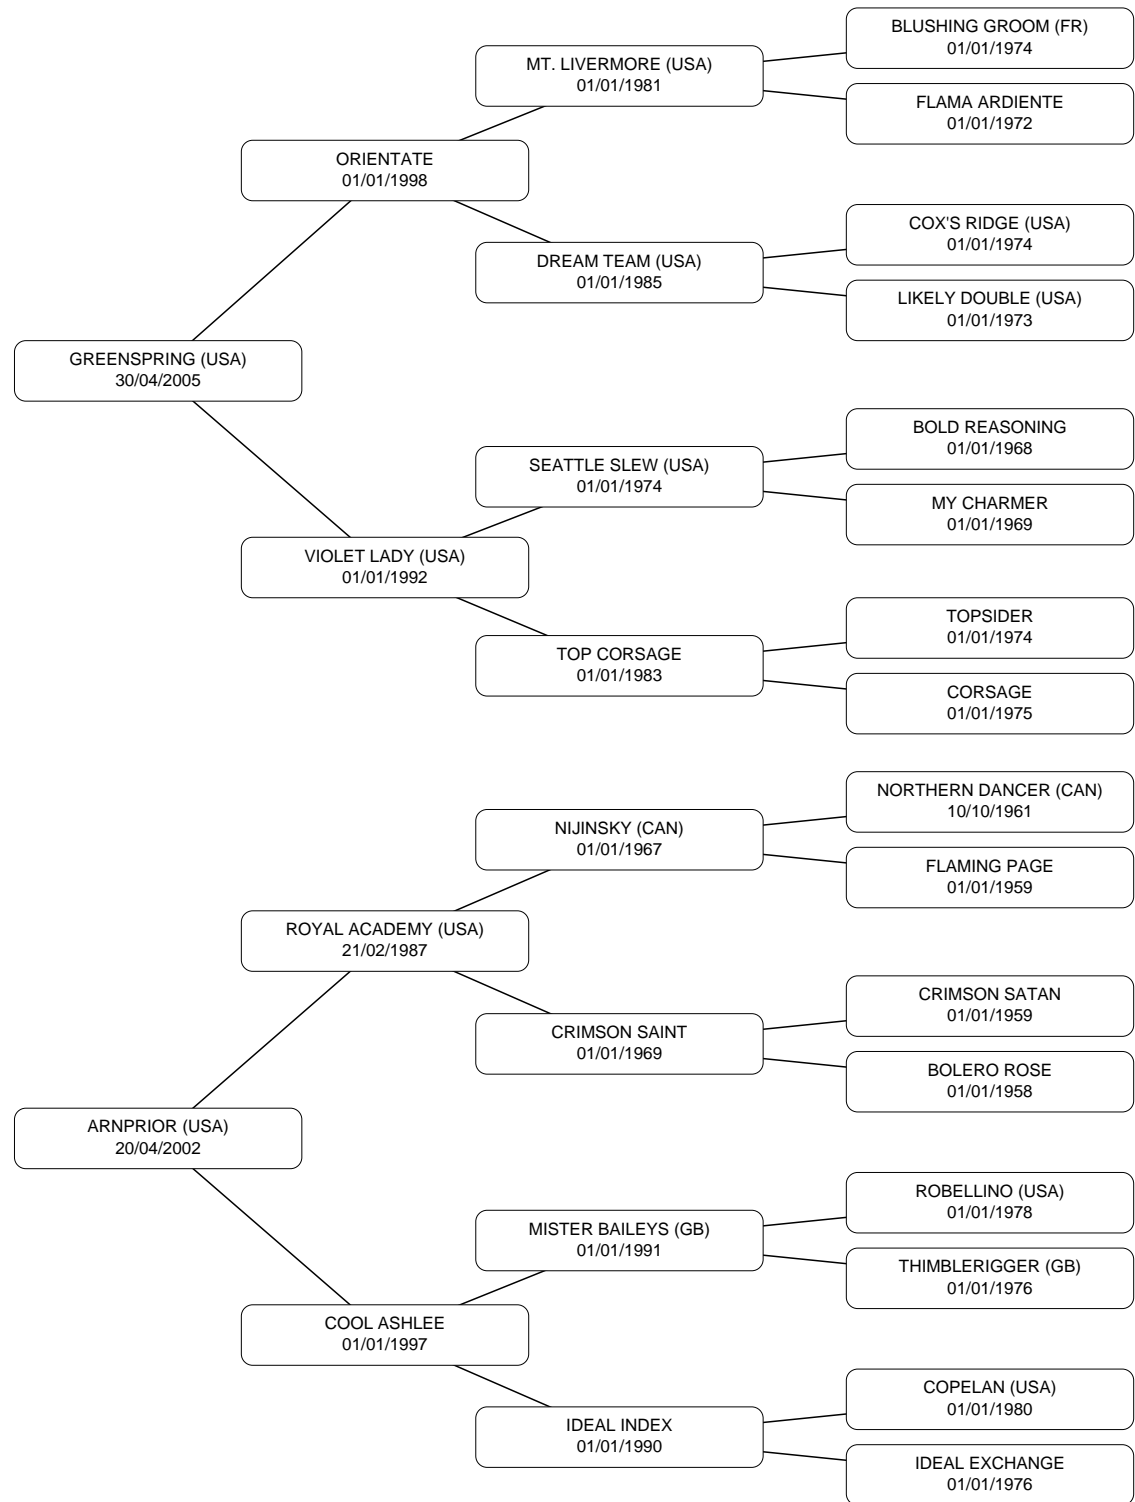 BLUSHING GROOM (FR)
01/01/1974
MT. LIVERMORE (USA)
01/01/1981
FLAMA ARDIENTE
01/01/1972
ORIENTATE
01/01/1998
COX'S RIDGE (USA)
01/01/1974
DREAM TEAM (USA)
01/01/1985
LIKELY DOUBLE (USA)
01/01/1973
GREENSPRING (USA)
30/04/2005
BOLD REASONING
01/01/1968
SEATTLE SLEW (USA)
01/01/1974
MY CHARMER
01/01/1969
VIOLET LADY (USA)
01/01/1992
TOPSIDER
01/01/1974
TOP CORSAGE
01/01/1983
CORSAGE
01/01/1975
NORTHERN DANCER (CAN)
10/10/1961
NIJINSKY (CAN)
01/01/1967
FLAMING PAGE
01/01/1959
ROYAL ACADEMY (USA)
21/02/1987
CRIMSON SATAN
01/01/1959
CRIMSON SAINT
01/01/1969
BOLERO ROSE
01/01/1958
ARNPRIOR (USA)
20/04/2002
ROBELLINO (USA)
01/01/1978
MISTER BAILEYS (GB)
01/01/1991
THIMBLERIGGER (GB)
01/01/1976
COOL ASHLEE
01/01/1997
COPELAN (USA)
01/01/1980
IDEAL INDEX
01/01/1990
IDEAL EXCHANGE
01/01/1976